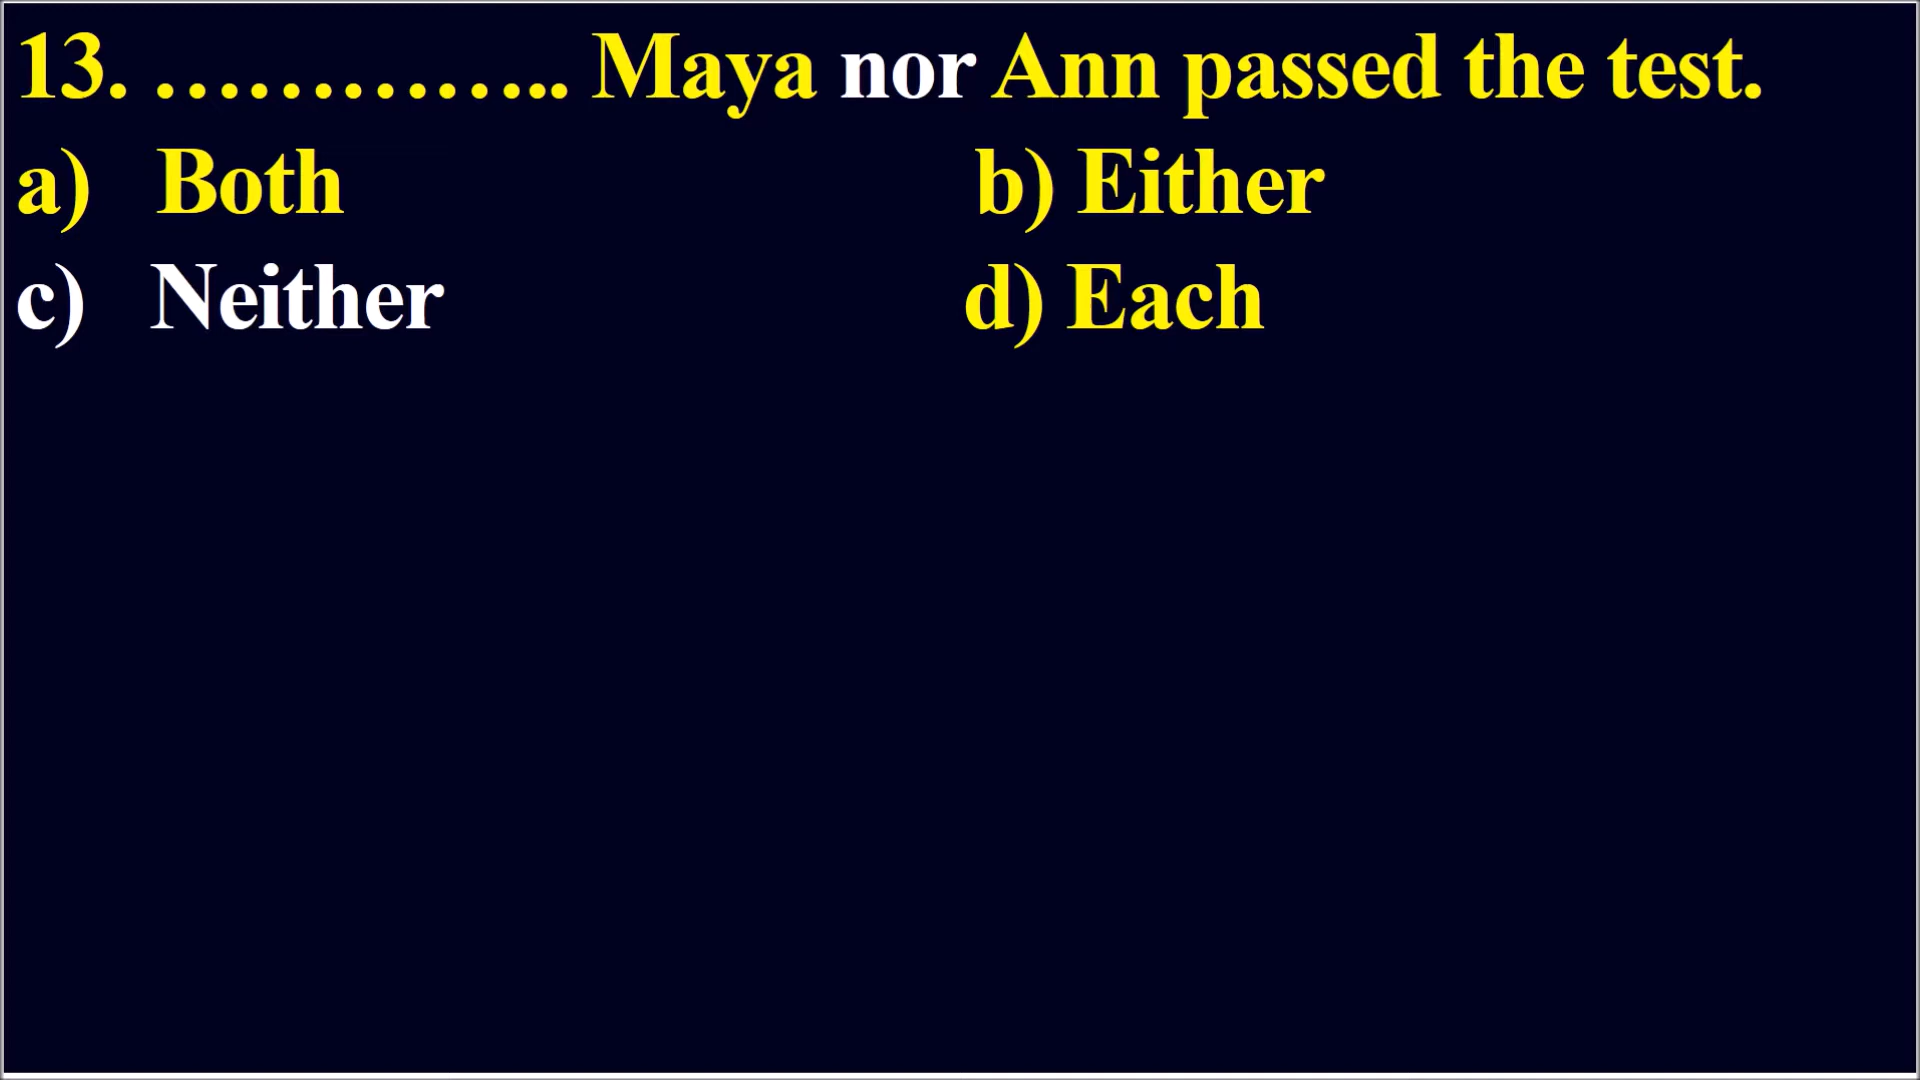 13. …………….. Maya nor Ann passed the test.
a) Both b) Either
c) Neither d) Each